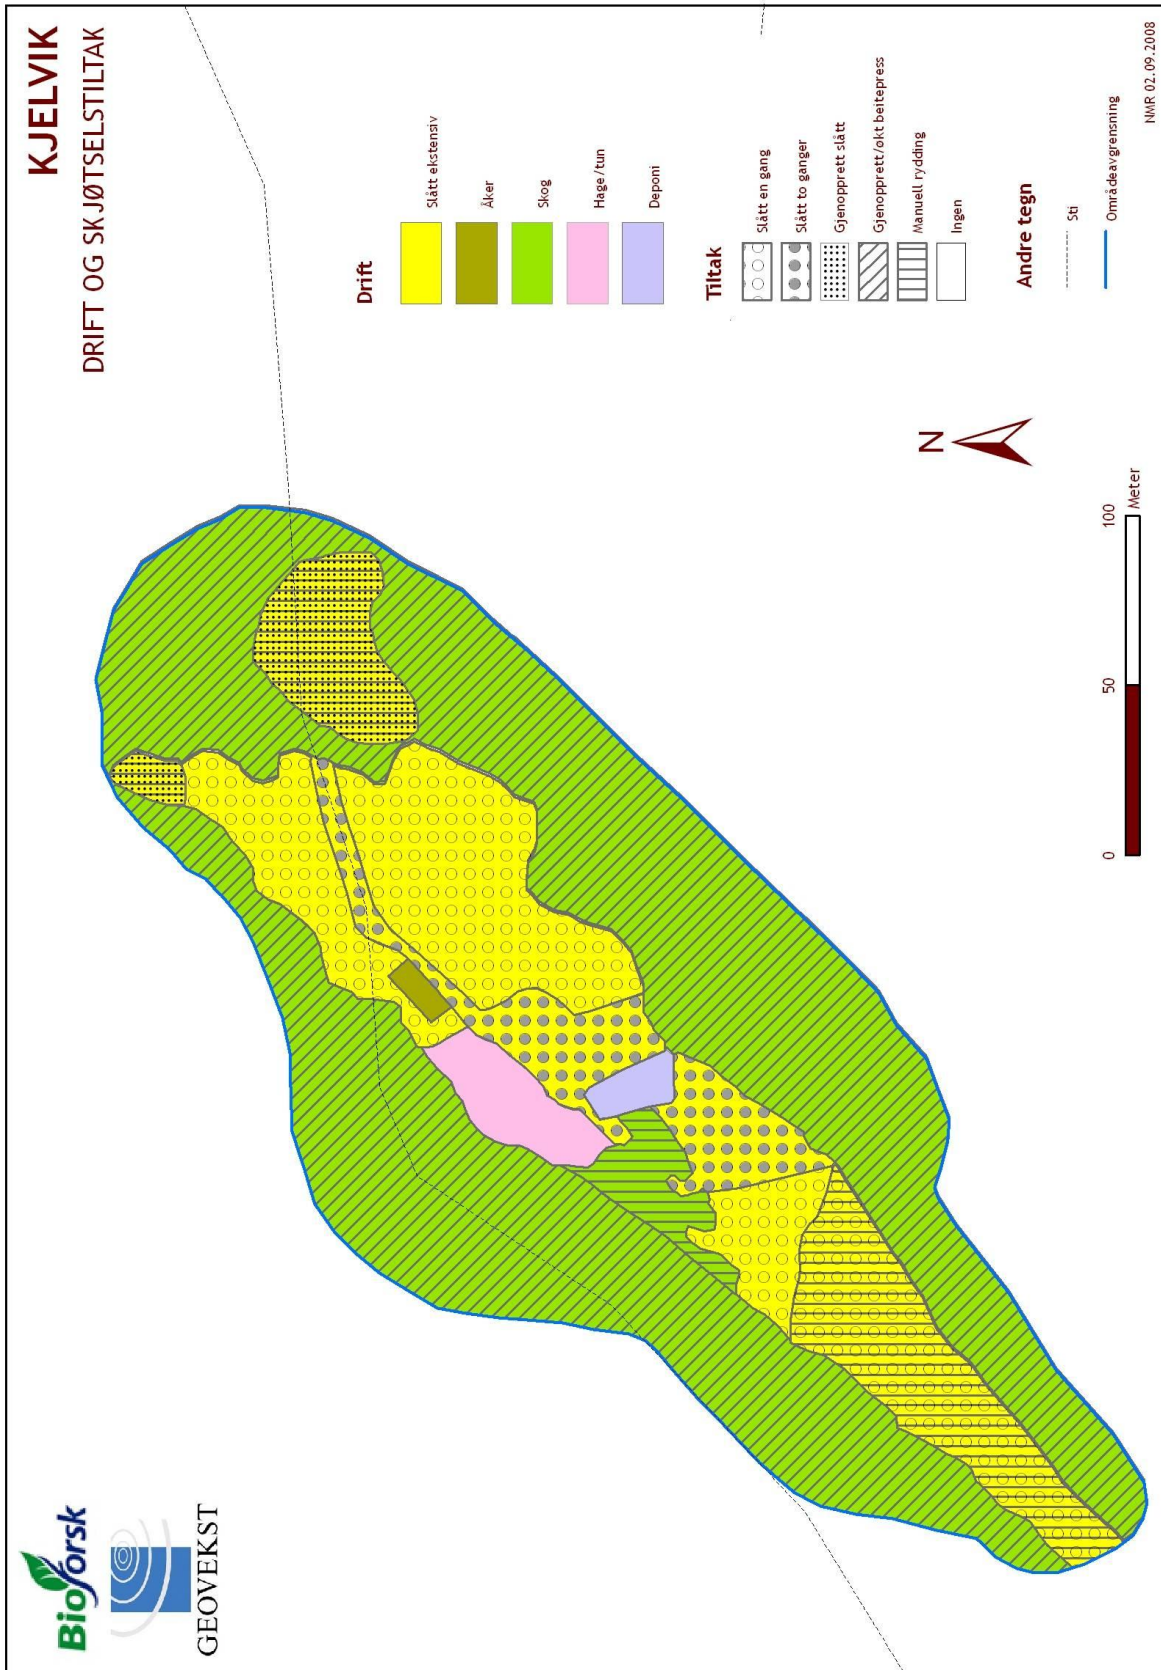 KJELVIK
DRIFT OG SKJØTSELSTILTAK
Drift
Slått ekstensiv
Åker
Skog
Hage/tun
Deponi
Tiltak
Slått en gang
Slått to ganger
Gjenopprett slått
Gjenopprett/økt beitepress
Manuell rydding
Ingen
Andre tegn
Sti
Områdeavgrensning
NMR 02.09.2008
N
0
50
100
Meter
Bioforsk
GEOVEKST